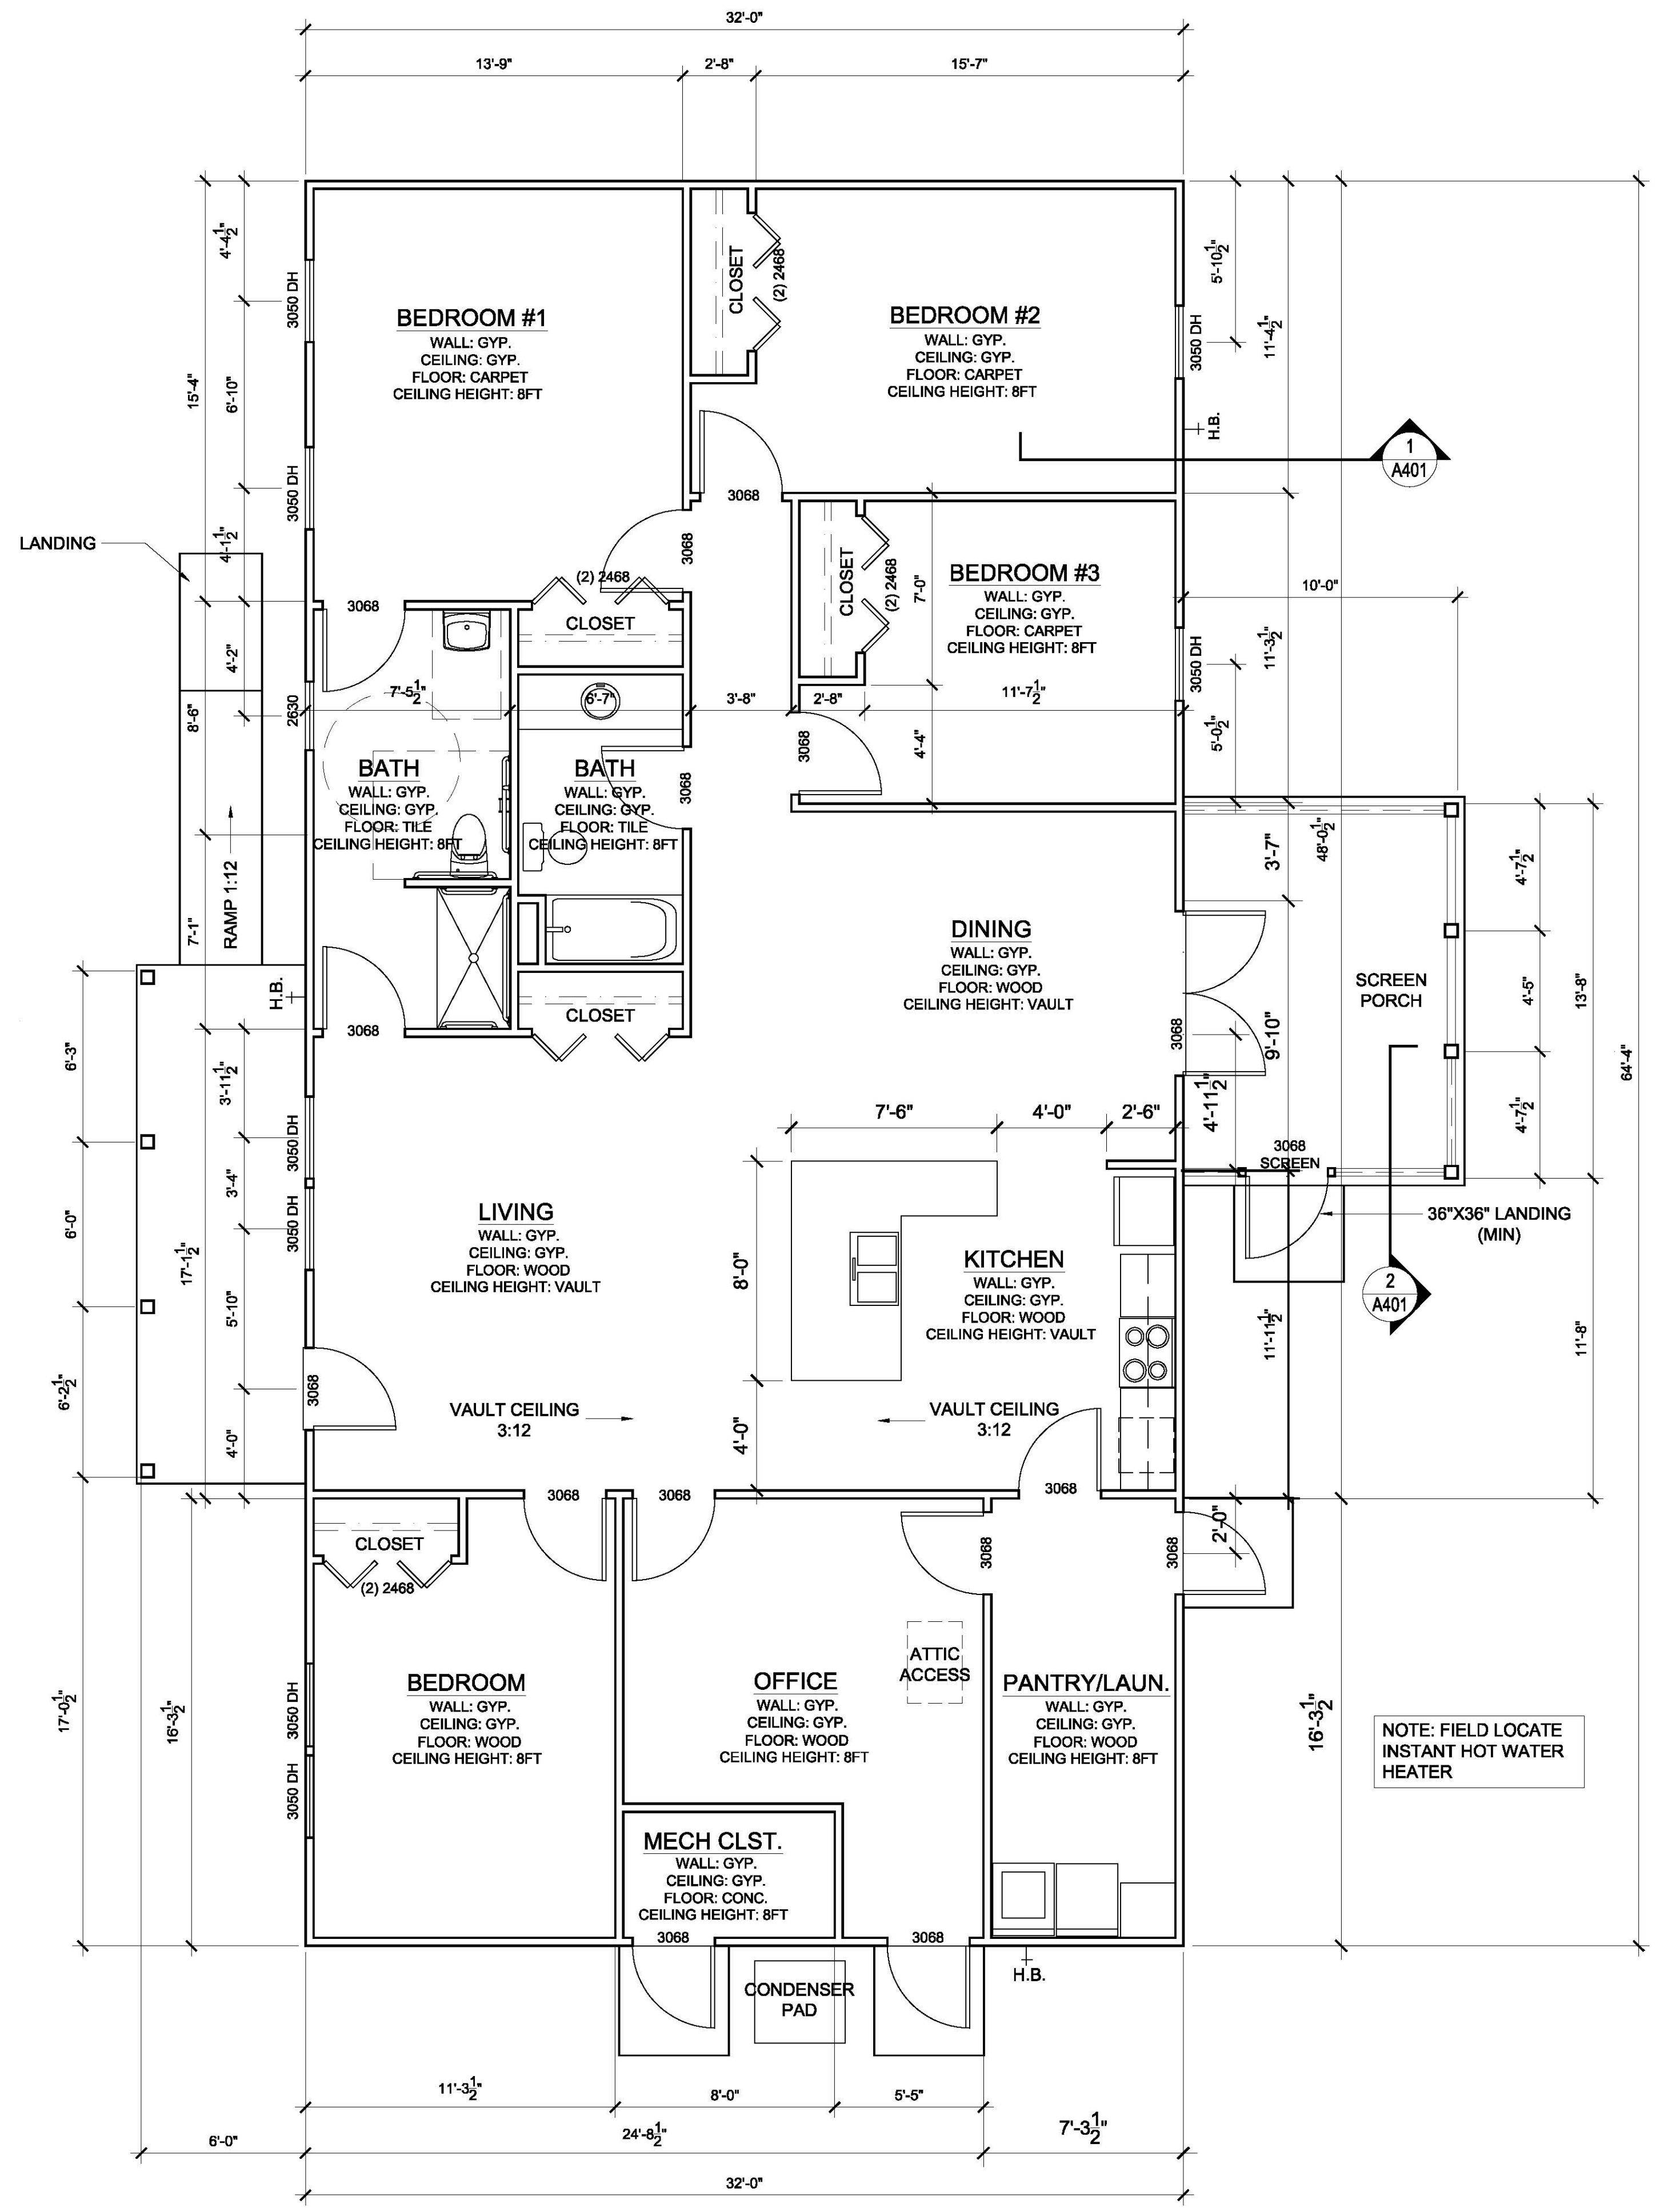 32'-0"
13'-9"
2'-8"
15'-7"
4'-4 1/2"
3050 DH
15'-4"
6'-10"
3050 DH
4'-1 1/2"
BEDROOM #1
WALL: GYP.
CEILING: GYP.
FLOOR: CARPET
CEILING HEIGHT: 8FT
CLOSET
(2) 2468
BEDROOM #2
WALL: GYP.
CEILING: GYP.
FLOOR: CARPET
CEILING HEIGHT: 8FT
3050 DH
5'-10 1/2"
11'-4 1/2"
H.B.
1
A401
3068
LANDING
3068
(2) 2468
CLOSET
3068
CLOSET
(2) 2468
7'-0"
BEDROOM #3
WALL: GYP.
CEILING: GYP.
FLOOR: CARPET
CEILING HEIGHT: 8FT
3050 DH
11'-3 1/2"
10'-0"
4'-2"
8'-6"
2630
7'-5 1/2"
6'-7"
3'-8"
2'-8"
11'-7 1/2"
5'-0 1/2"
3068
4'-4"
BATH
WALL: GYP.
CEILING: GYP.
FLOOR: TILE
CEILING HEIGHT: 8FT
BATH
WALL: GYP.
CEILING: GYP.
FLOOR: TILE
CEILING HEIGHT: 8FT
3068
RAMP 1:12
7'-1"
H.B.
3068
CLOSET
DINING
WALL: GYP.
CEILING: GYP.
FLOOR: WOOD
CEILING HEIGHT: VAULT
3'-7"
48'-0 1/2"
4'-7 1/2"
SCREEN
PORCH
4'-5"
13'-8"
3068
9'-10"
64'-4"
6'-3"
3'-11 1/2"
3050 DH
7'-6"
4'-0"
2'-6"
4'-11 1/2"
4'-7 1/2"
3068
SCREEN
36"X36" LANDING
(MIN)
3'-4"
3050 DH
6'-0"
17'-1 1/2"
LIVING
WALL: GYP.
CEILING: GYP.
FLOOR: WOOD
CEILING HEIGHT: VAULT
8'-0"
KITCHEN
WALL: GYP.
CEILING: GYP.
FLOOR: WOOD
CEILING HEIGHT: VAULT
2
A401
5'-10"
11'-11 1/2"
11'-8"
6'-2 1/2"
3068
VAULT CEILING
3:12
VAULT CEILING
3:12
4'-0"
4'-0"
3068
3068
3068
CLOSET
(2) 2468
3068
3068
2'-0"
ATTIC
ACCESS
17'-0 1/2"
16'-3 1/2"
3050 DH
BEDROOM
WALL: GYP.
CEILING: GYP.
FLOOR: WOOD
CEILING HEIGHT: 8FT
OFFICE
WALL: GYP.
CEILING: GYP.
FLOOR: WOOD
CEILING HEIGHT: 8FT
PANTRY/LAUN.
WALL: GYP.
CEILING: GYP.
FLOOR: WOOD
CEILING HEIGHT: 8FT
16'-3 1/2"
NOTE: FIELD LOCATE
INSTANT HOT WATER
HEATER
3050 DH
MECH CLST.
WALL: GYP.
CEILING: GYP.
FLOOR: CONC.
CEILING HEIGHT: 8FT
3068
3068
H.B.
CONDENSER
PAD
11'-3 1/2"
8'-0"
5'-5"
6'-0"
24'-8 1/2"
7'-3 1/2"
32'-0"